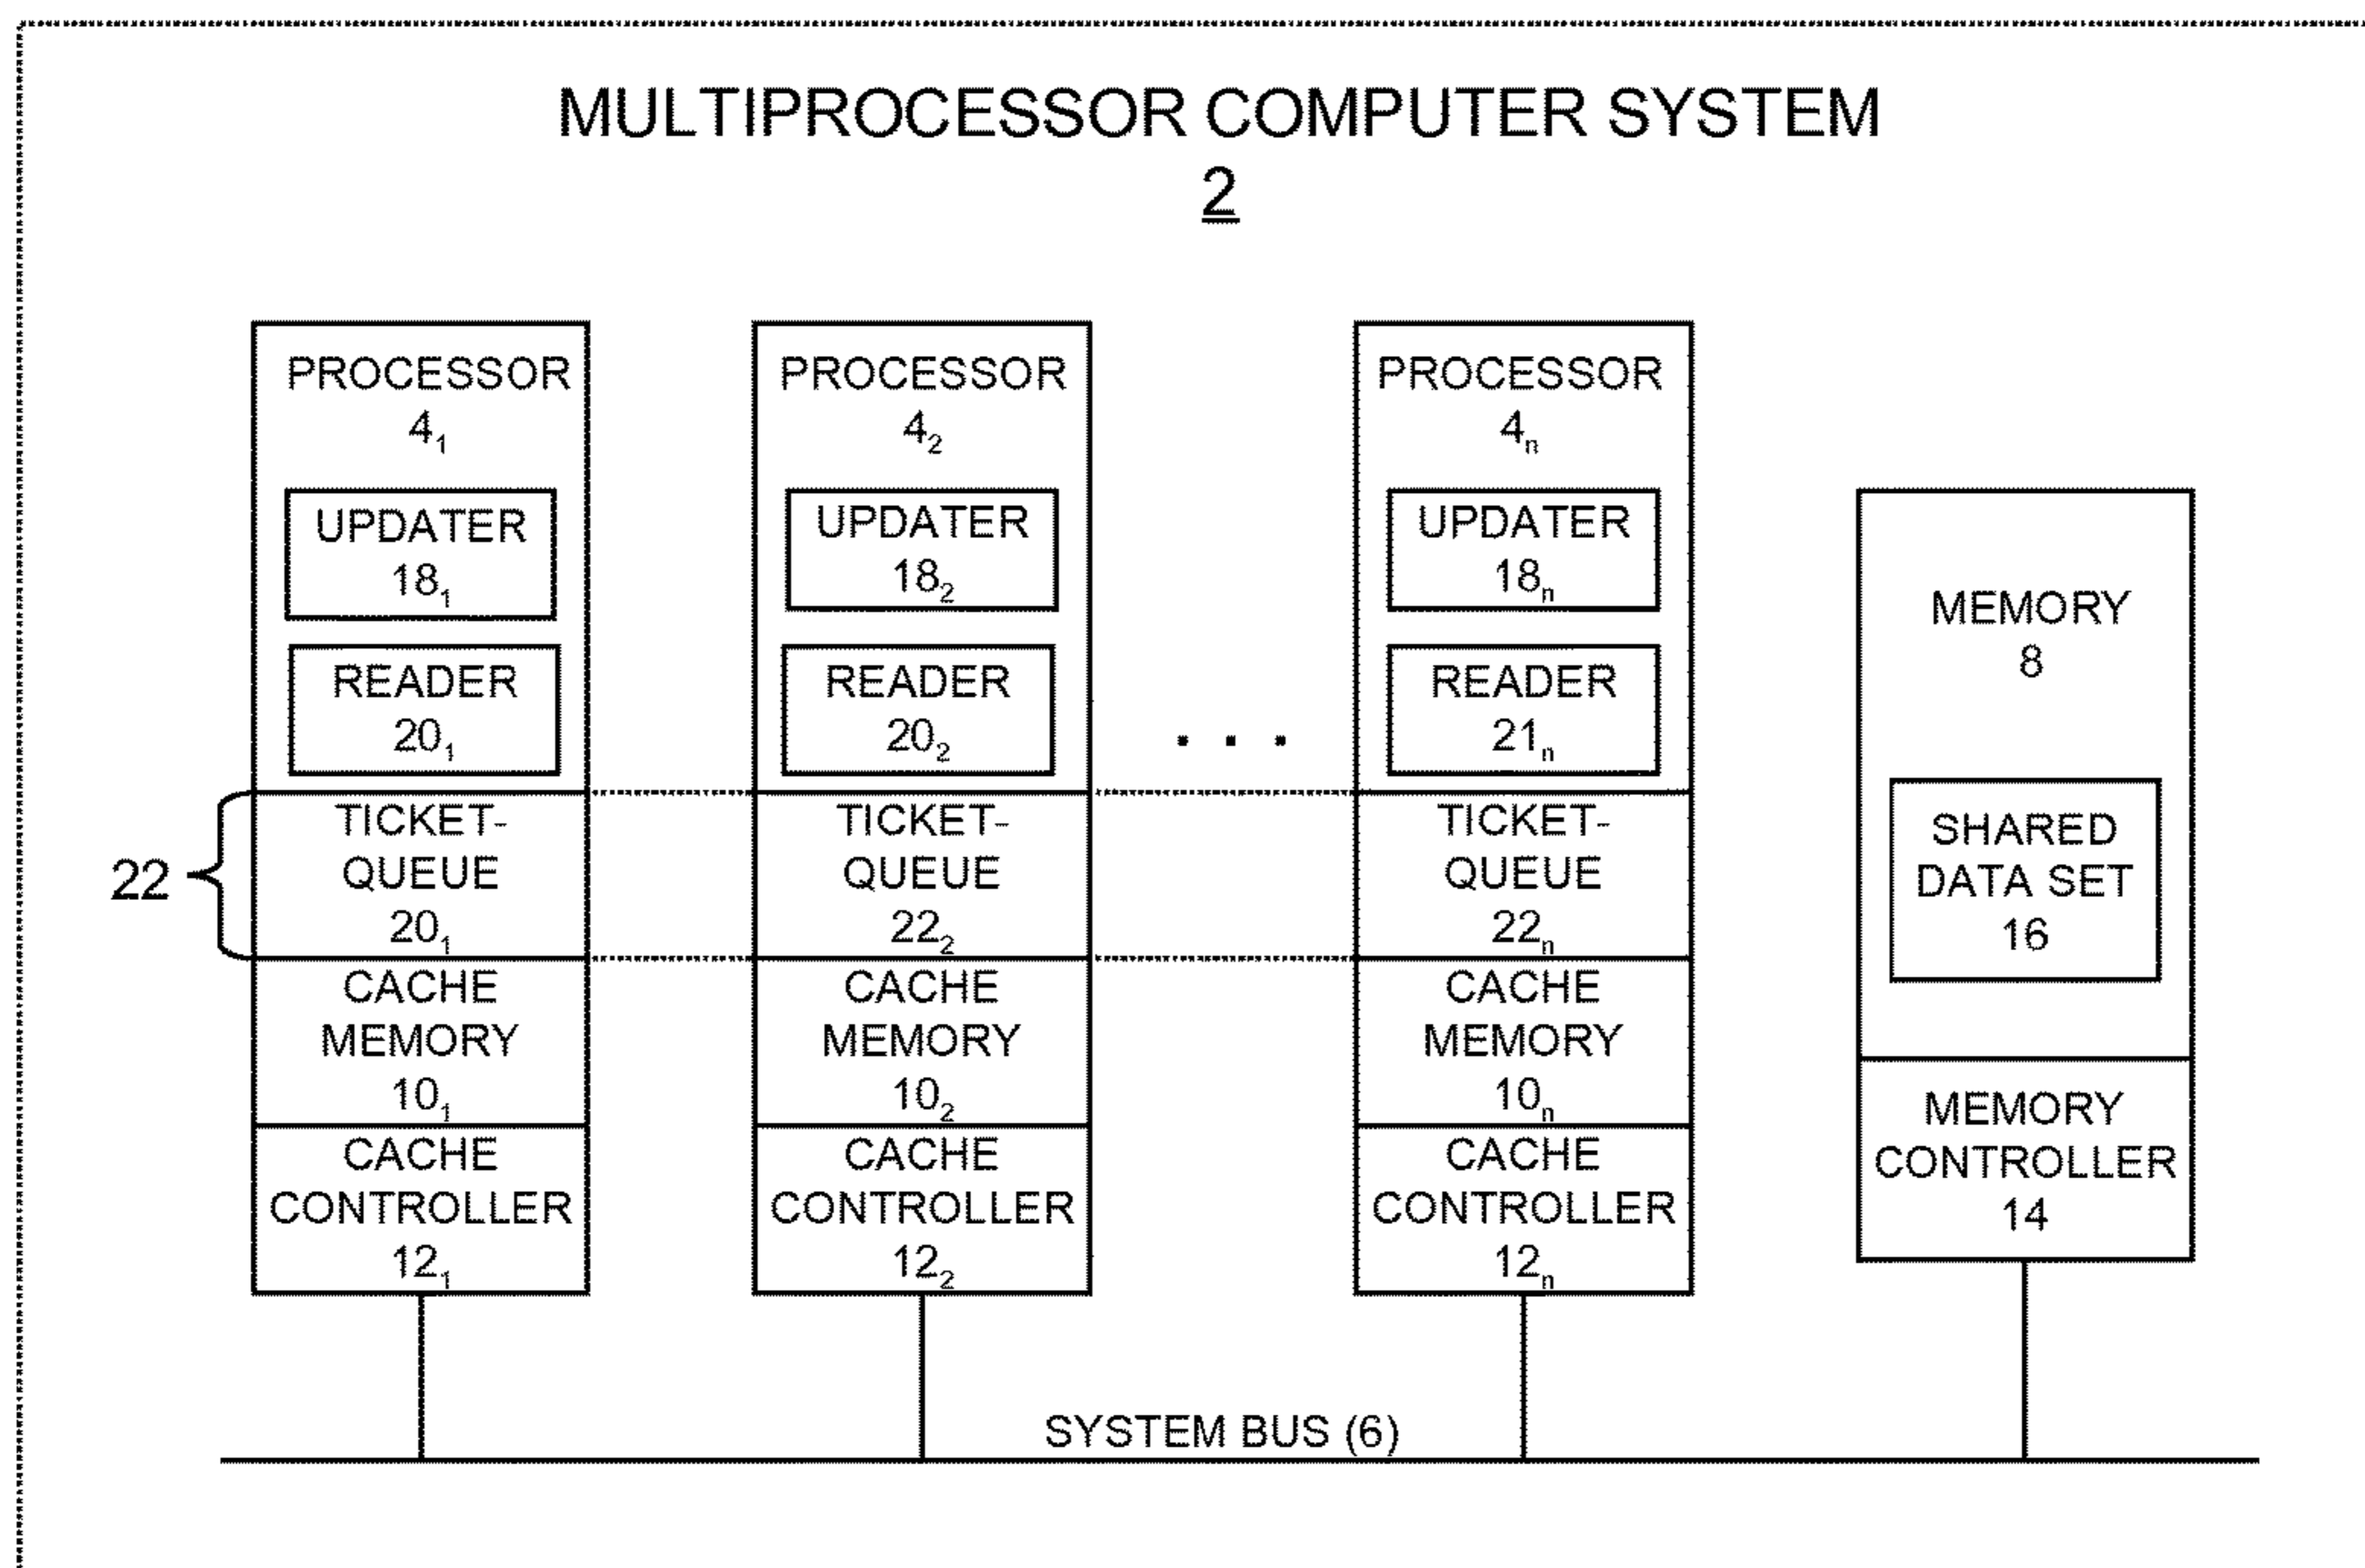 MULTIPROCESSOR COMPUTER SYSTEM
2
PROCESSOR
4₁
UPDATER
18₁
READER
20₁
22
TICKET-
QUEUE
20₁
CACHE
MEMORY
10₁
CACHE
CONTROLLER
12₁
PROCESSOR
4₂
UPDATER
18₂
READER
20₂
TICKET-
QUEUE
22₂
CACHE
MEMORY
10₂
CACHE
CONTROLLER
12₂
. . .
PROCESSOR
4ₙ
UPDATER
18ₙ
READER
21ₙ
TICKET-
QUEUE
22ₙ
CACHE
MEMORY
10ₙ
CACHE
CONTROLLER
12ₙ
MEMORY
8
SHARED
DATA SET
16
MEMORY
CONTROLLER
14
SYSTEM BUS (6)